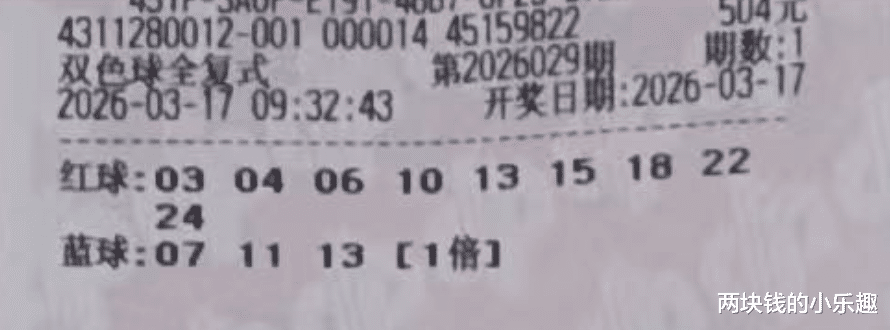 4311280012-001 000014 45159822 504元
双色球全复式 第2026029期 期数:1
2026-03-17 09:32:43 开奖日期:2026-03-17
红球:03 04 06 10 13 15 18 22
24
蓝球:07 11 13 [1倍]
两块钱的小乐趣